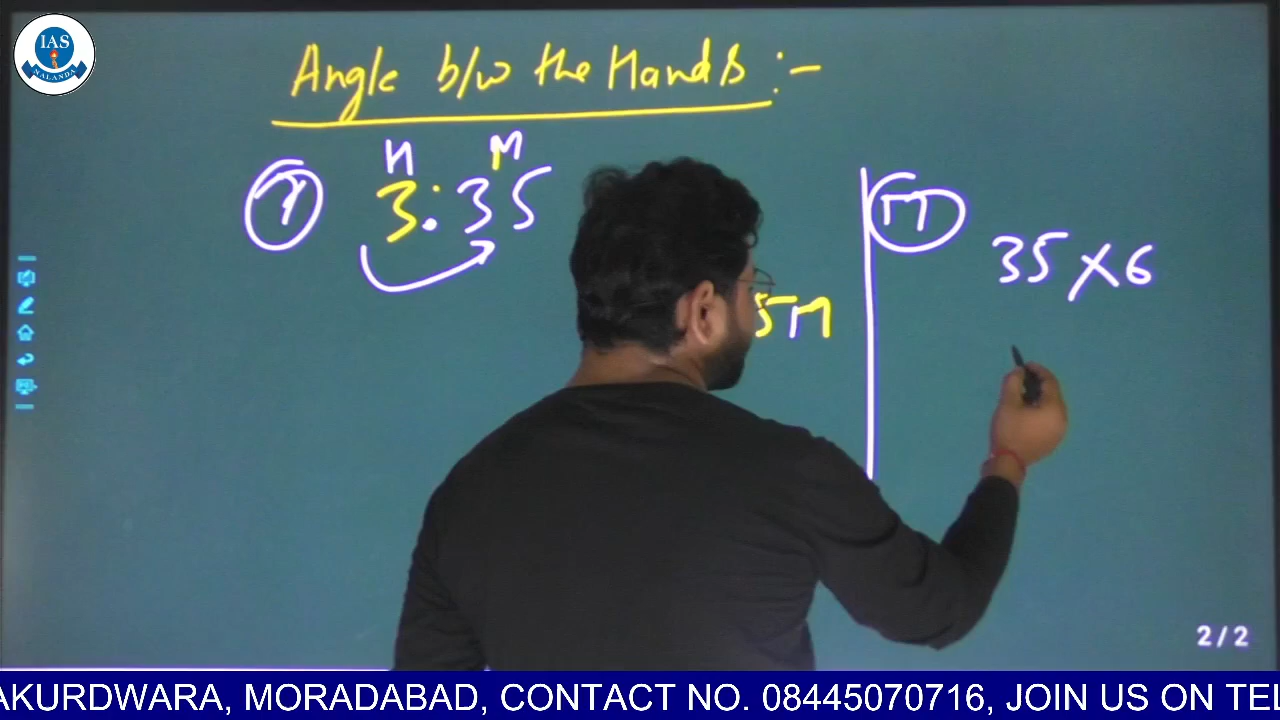 IAS
NALANDA
Angle b/w the Hands :-
H M
① 3:35
M
35×6
5M
2/2
AKURDWARA, MORADABAD, CONTACT NO. 08445070716, JOIN US ON TEL